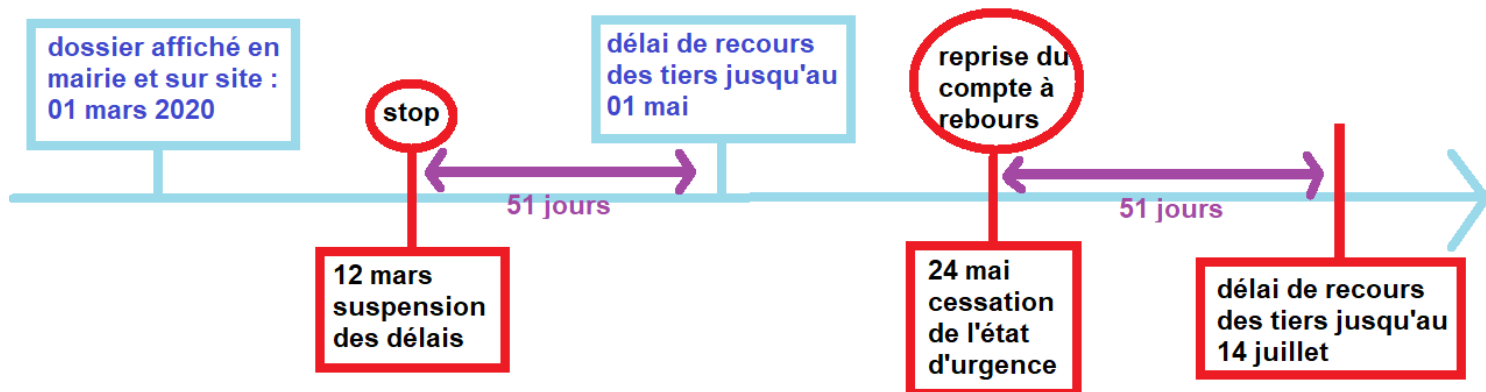 dossier affiché en
mairie et sur site :
01 mars 2020
stop
délai de recours
des tiers jusqu'au
01 mai
reprise du
compte à
rebours
51 jours
51 jours
12 mars
suspension
des délais
24 mai
cessation
de l'état
d'urgence
délai de recours
des tiers jusqu'au
14 juillet